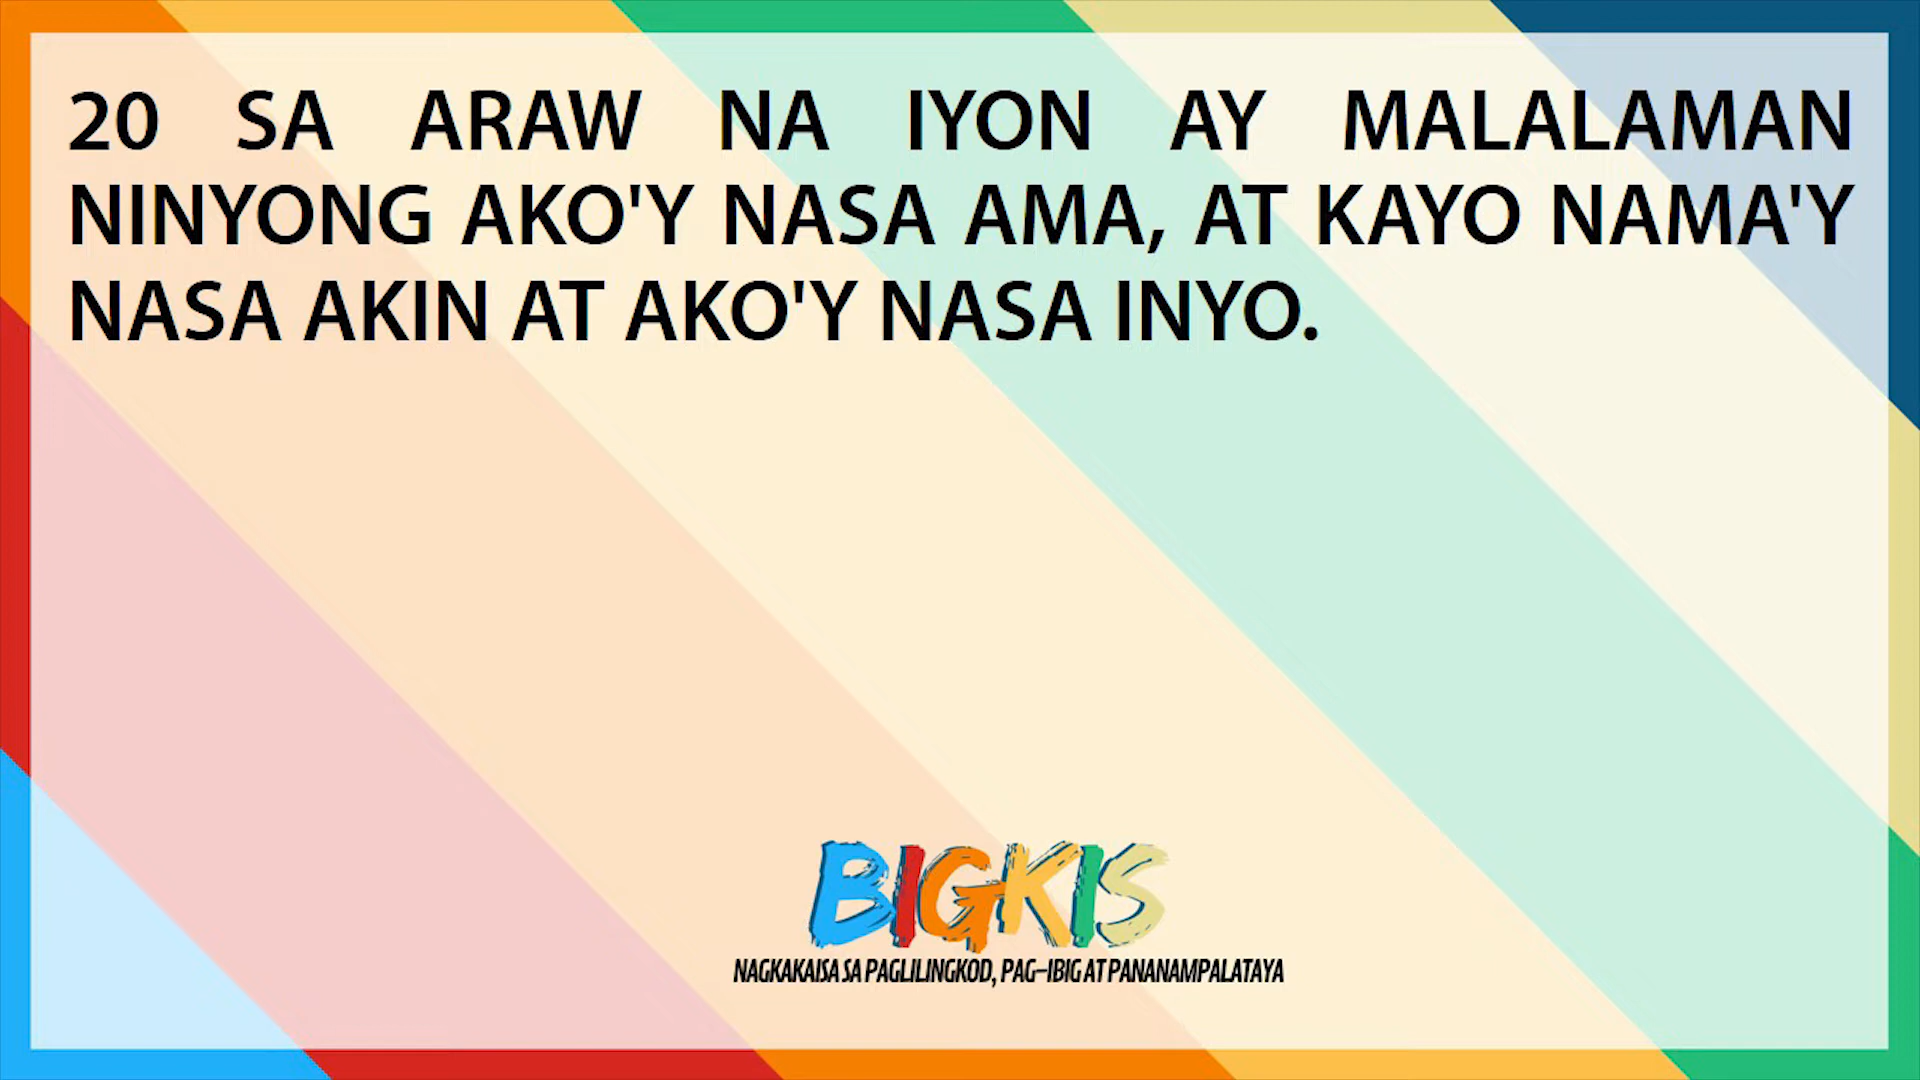 20 SA ARAW NA IYON AY MALALAMAN
NINYONG AKO'Y NASA AMA, AT KAYO NAMA'Y
NASA AKIN AT AKO'Y NASA INYO.
BIGKIS
NAGKAKAISA SA PAGLILINGKOD, PAG-IBIG AT PANANAMPALATAYA